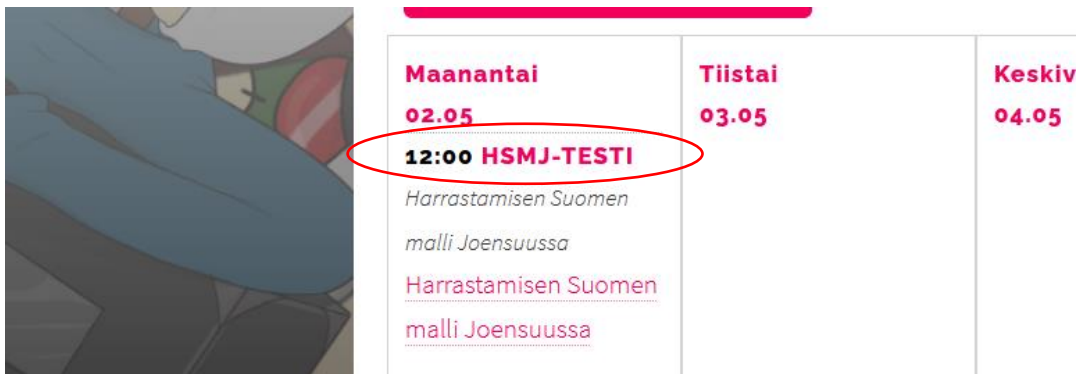 Maanantai
02.05
12:00 HSMJ-TESTI
Harrastamisen Suomen
malli Joensuussa
Harrastamisen Suomen
malli Joensuussa
Tiistai
03.05
Keskiv
04.05